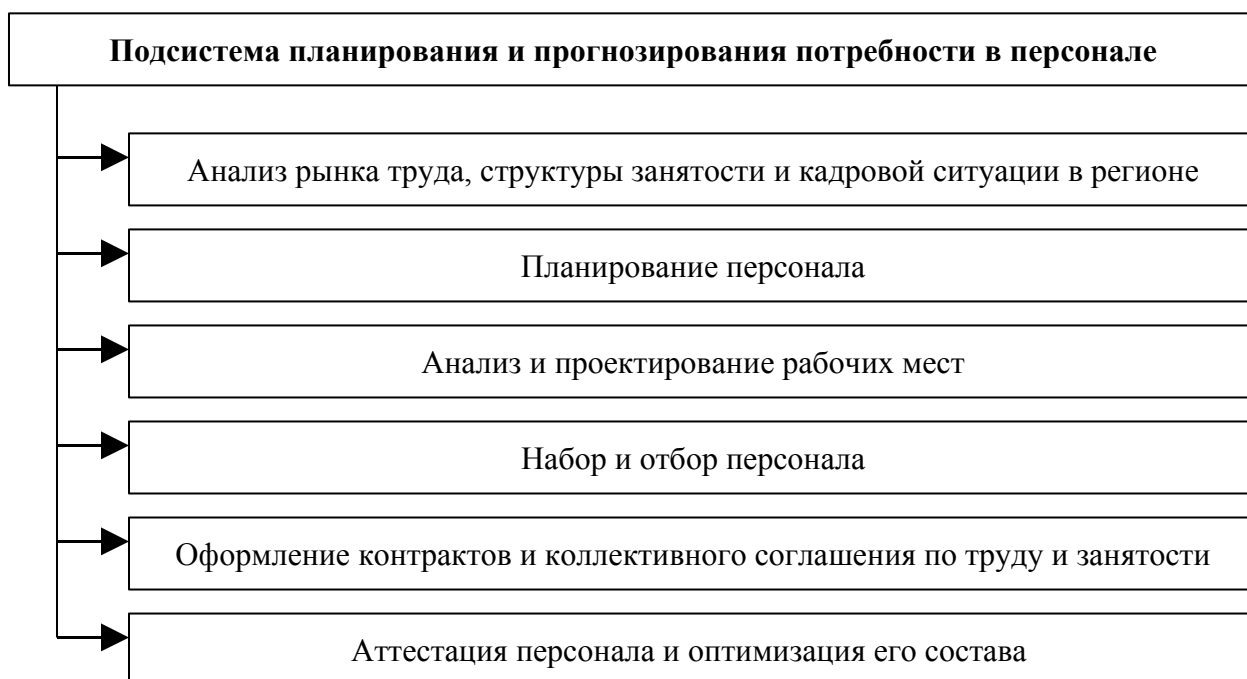 Подсистема планирования и прогнозирования потребности в персонале
Анализ рынка труда, структуры занятости и кадровой ситуации в регионе
Планирование персонала
Анализ и проектирование рабочих мест
Набор и отбор персонала
Оформление контрактов и коллективного соглашения по труду и занятости
Аттестация персонала и оптимизация его состава